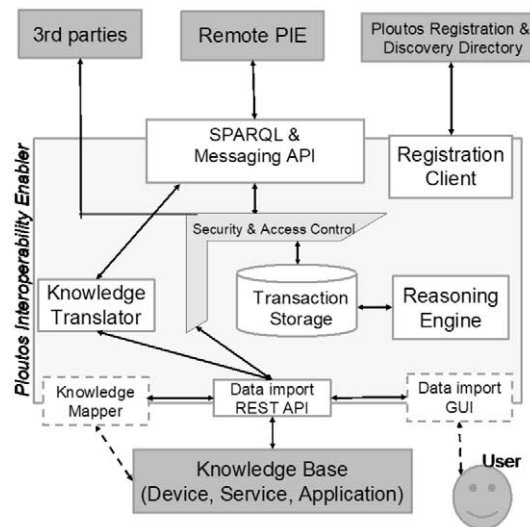 3rd parties
Remote PIE
Ploutos Registration &
Discovery Directory
SPARQL &
Messaging API
Registration
Client
Ploutos Interoperability Enabler
Security & Access Control
Knowledge
Translator
Transaction
Storage
Reasoning
Engine
Knowledge
Mapper
Data import
REST API
Data import
GUI
User
Knowledge Base
(Device, Service, Application)